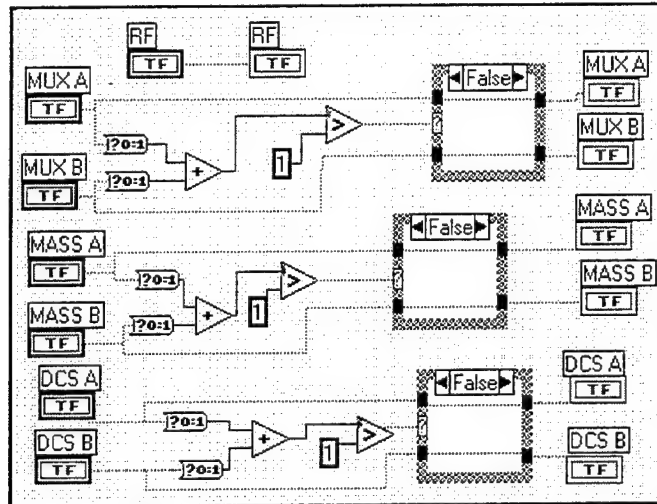 RF RF
TF TF
MUX A False MUX A
TF TF
?0:1 > ? MUX B
MUX B 1 TF
?0:1 +
TF
MASS A False MASS A
TF TF
?0:1 > ? MASS B
MASS B 1 TF
?0:1 +
TF
DCS A False DCS A
TF TF
?0:1 > ?
DCS B + 1 DCS B
TF ?0:1 TF